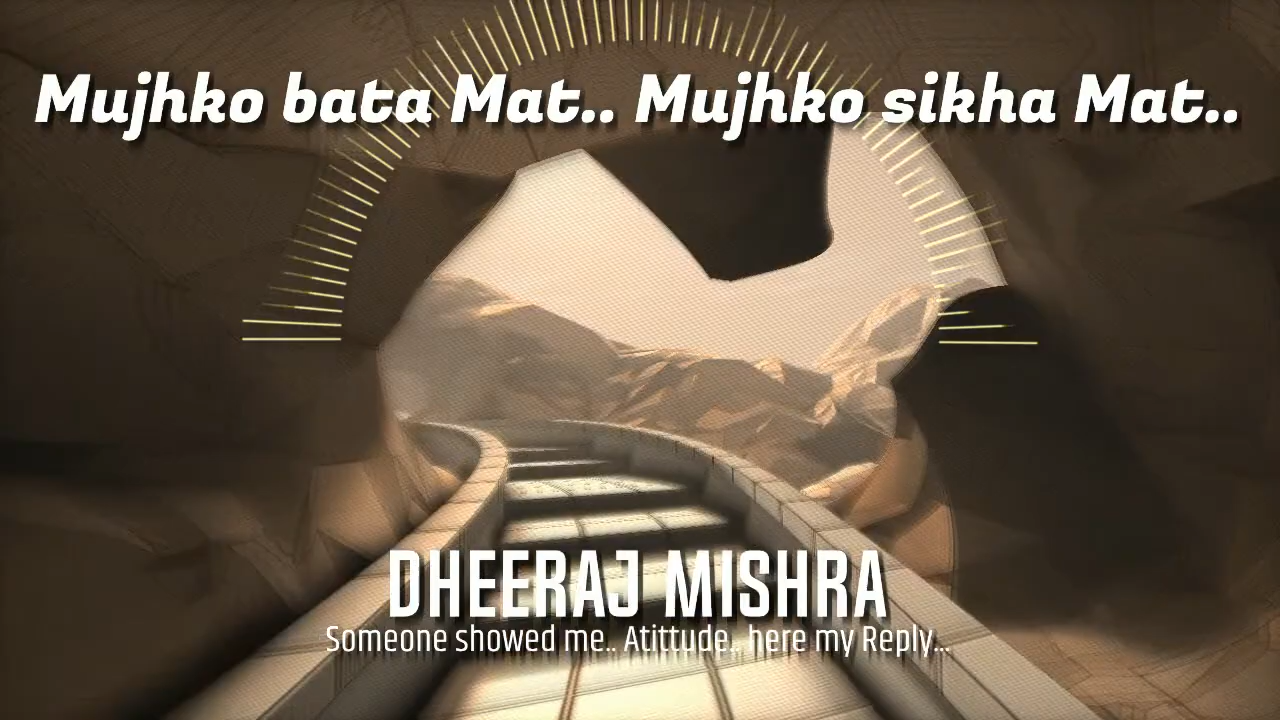 Mujhko bata Mat.. Mujhko sikha Mat..
DHEERAJ MISHRA
Someone showed me.. Atittude.. here my Reply...